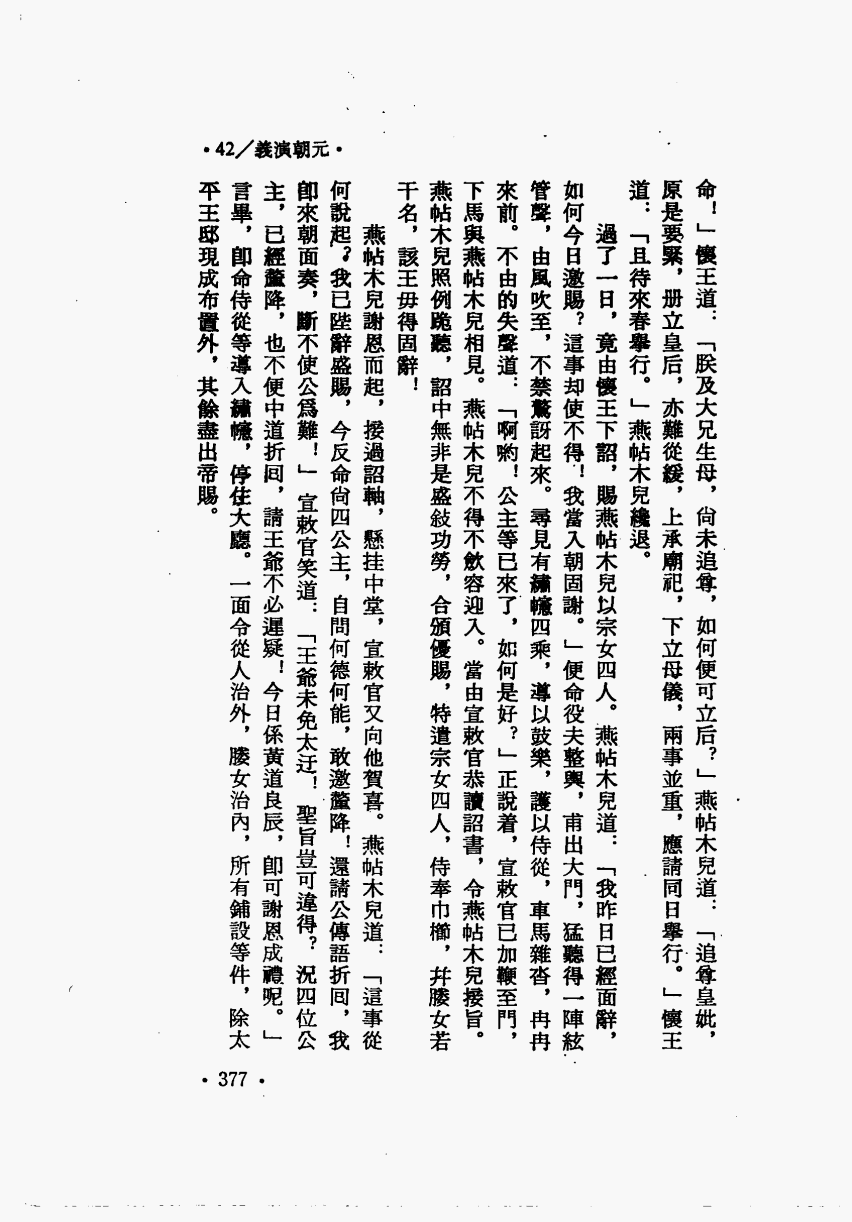 •42／義演朝元•
命！」懷王道：「朕及大兄生母，尙未追尊，如何便可立后？」燕帖木兒道：「追尊皇妣，
原是要緊，册立皇后，亦難從緩，上承廟祀，下立母儀，兩事並重，應請同日舉行。」懷王
道：「且待來春舉行。」燕帖木兒纔退。
過了一日，竟由懷王下詔，賜燕帖木兒以宗女四人。燕帖木兒道：「我昨日已經面辭，
如何今日邀賜？這事却使不得！我當入朝固謝。」便命役夫整輿，甫出大門，猛聽得一陣絃
管聲，由風吹至，不禁驚訝起來。尋見有繡幰四乘，導以鼓樂，護以侍從，車馬雜沓，冉冉
來前。不由的失聲道：「啊喲！公主等已來了，如何是好？」正說着，宣敕官已加鞭至門，
下馬與燕帖木兒相見。燕帖木兒不得不歛容迎入。當由宣敕官恭讀詔書，令燕帖木兒接旨。
燕帖木兒照例跪聽，詔中無非是盛敍功勞，合頒優賜，特遣宗女四人，侍奉巾櫛，幷媵女若
干名，該王毋得固辭！
燕帖木兒謝恩而起，接過詔軸，懸挂中堂，宣敕官又向他賀喜。燕帖木兒道：「這事從
何說起？我已陛辭盛賜，今反命尙四公主，自問何德何能，敢邀釐降！還請公傳語折囘，我
卽來朝面奏，斷不使公爲難！」宣敕官笑道：「王爺未免太迂！聖旨豈可違得？況四位公
主，已經釐降，也不便中道折囘，請王爺不必遲疑！今日係黃道良辰，卽可謝恩成禮呢。」
言畢，卽命侍從等導入繡幰，停住大廳。一面令從人治外，媵女治內，所有鋪設等件，除太
平王邸現成布置外，其餘盡出帝賜。
•377•